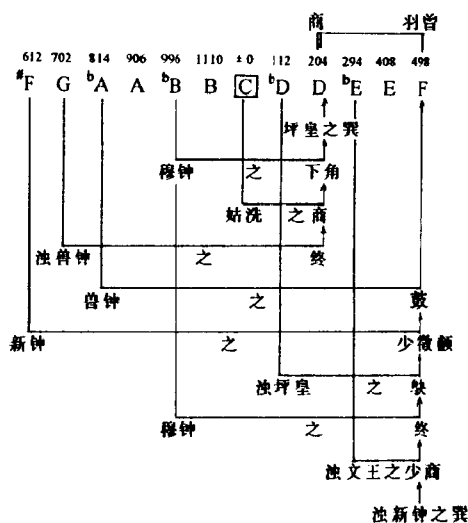 商 羽曾
612 702 814 906 996 1110 ±0 112 204 294 408 498
#F G bA A bB B C bD D bE E F
坪皇之巽
穆钟 之 下角
姑洗 之商
浊兽钟 之 终
兽钟 之 鼓
新钟 之 少徵顀
浊坪皇 之
穆钟 之 终
浊文王之少商
浊新钟之巽